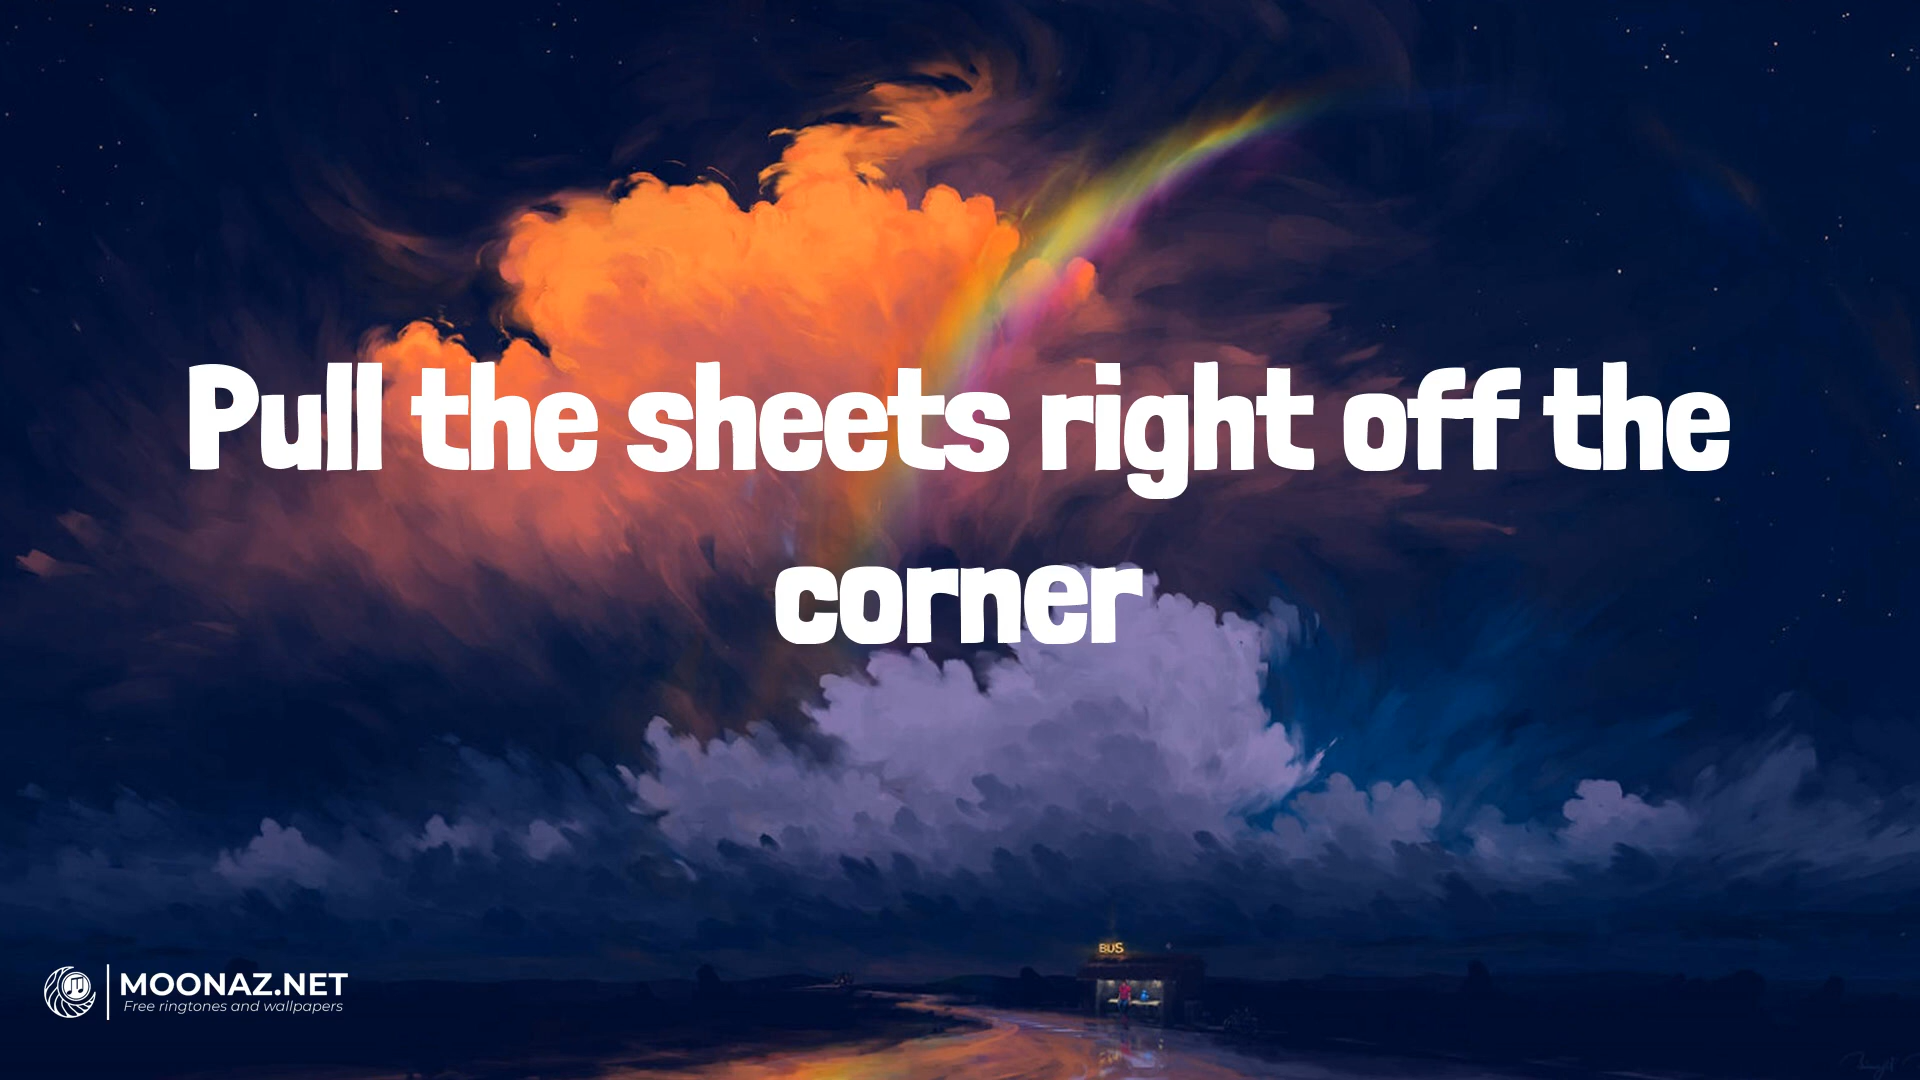 Pull the sheets right off the
corner
BUS
MOONAZ.NET
Free ringtones and wallpapers